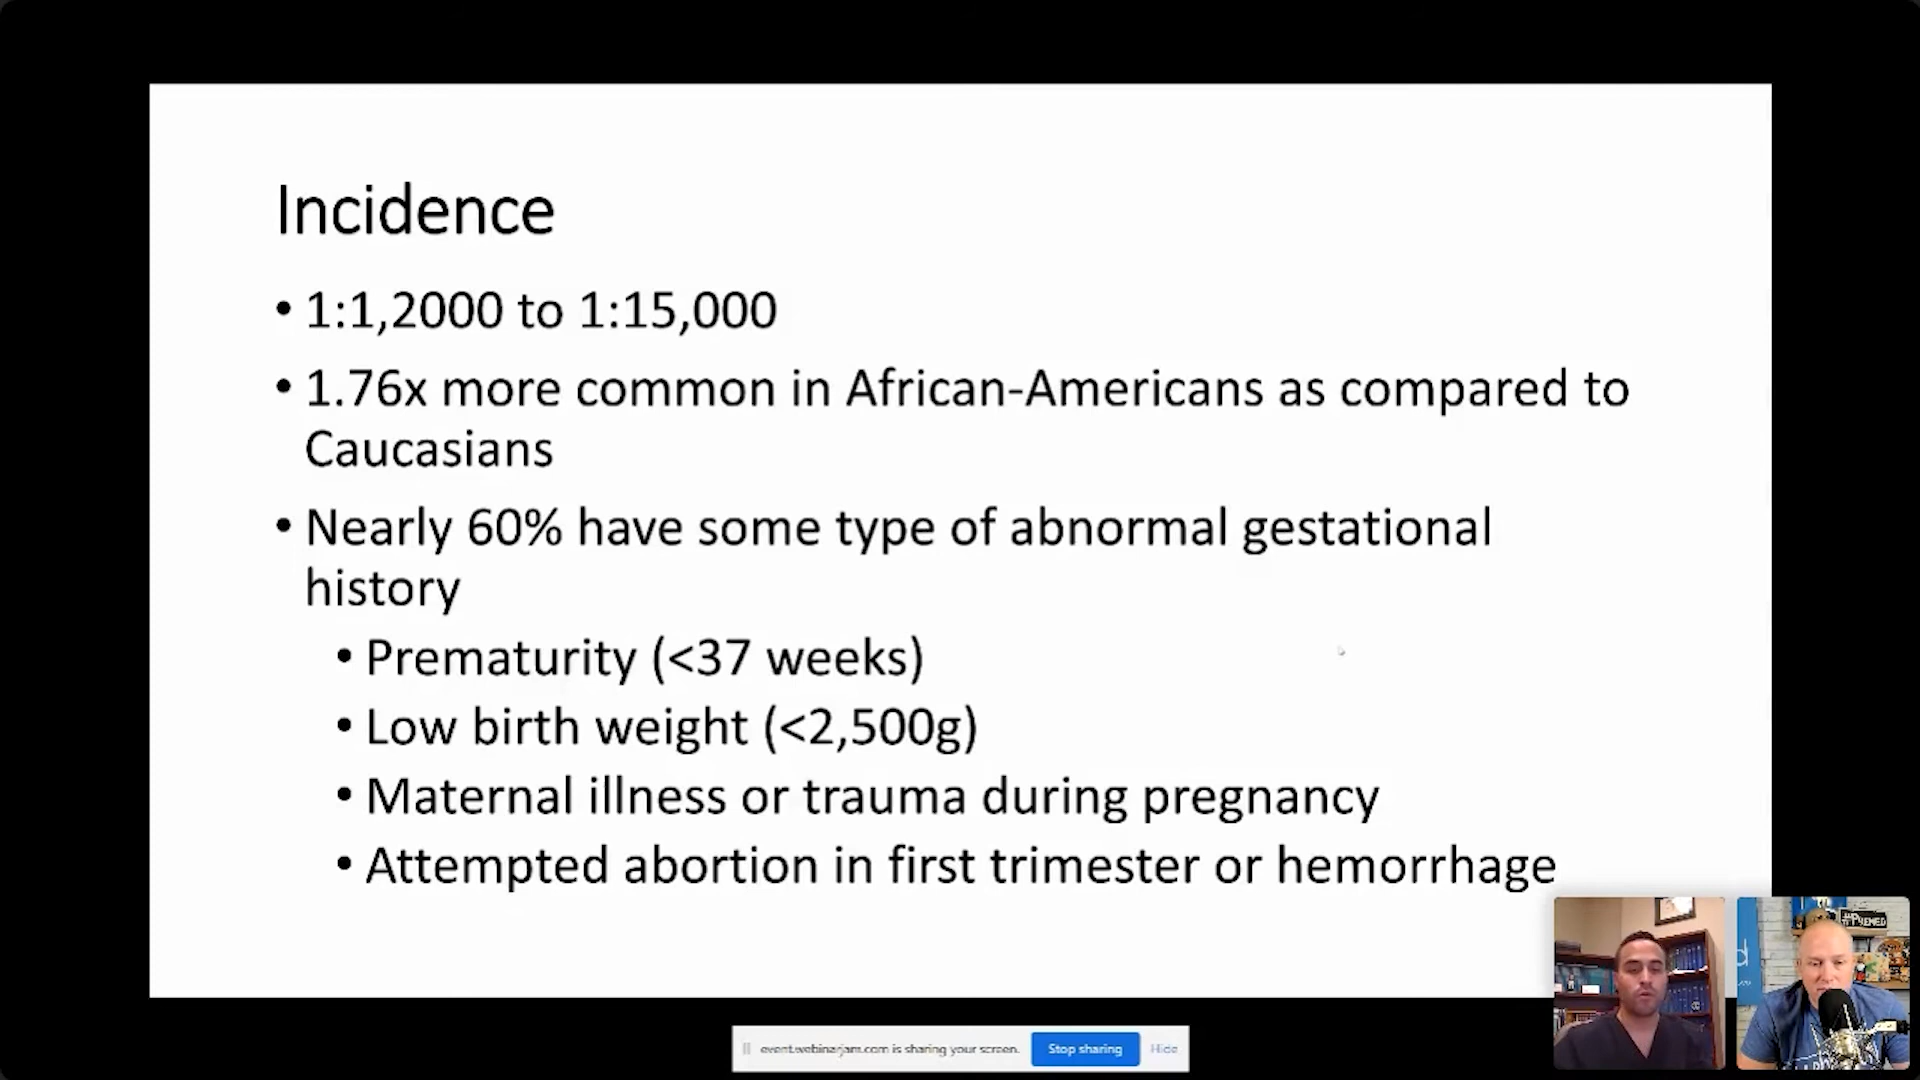 Incidence
• 1:1,2000 to 1:15,000
• 1.76x more common in African-Americans as compared to
Caucasians
• Nearly 60% have some type of abnormal gestational
history
• Prematurity (<37 weeks)
• Low birth weight (<2,500g)
• Maternal illness or trauma during pregnancy
• Attempted abortion in first trimester or hemorrhage
#PREMED
d
event.webinarjam.com is sharing your screen.
Stop sharing
Hide